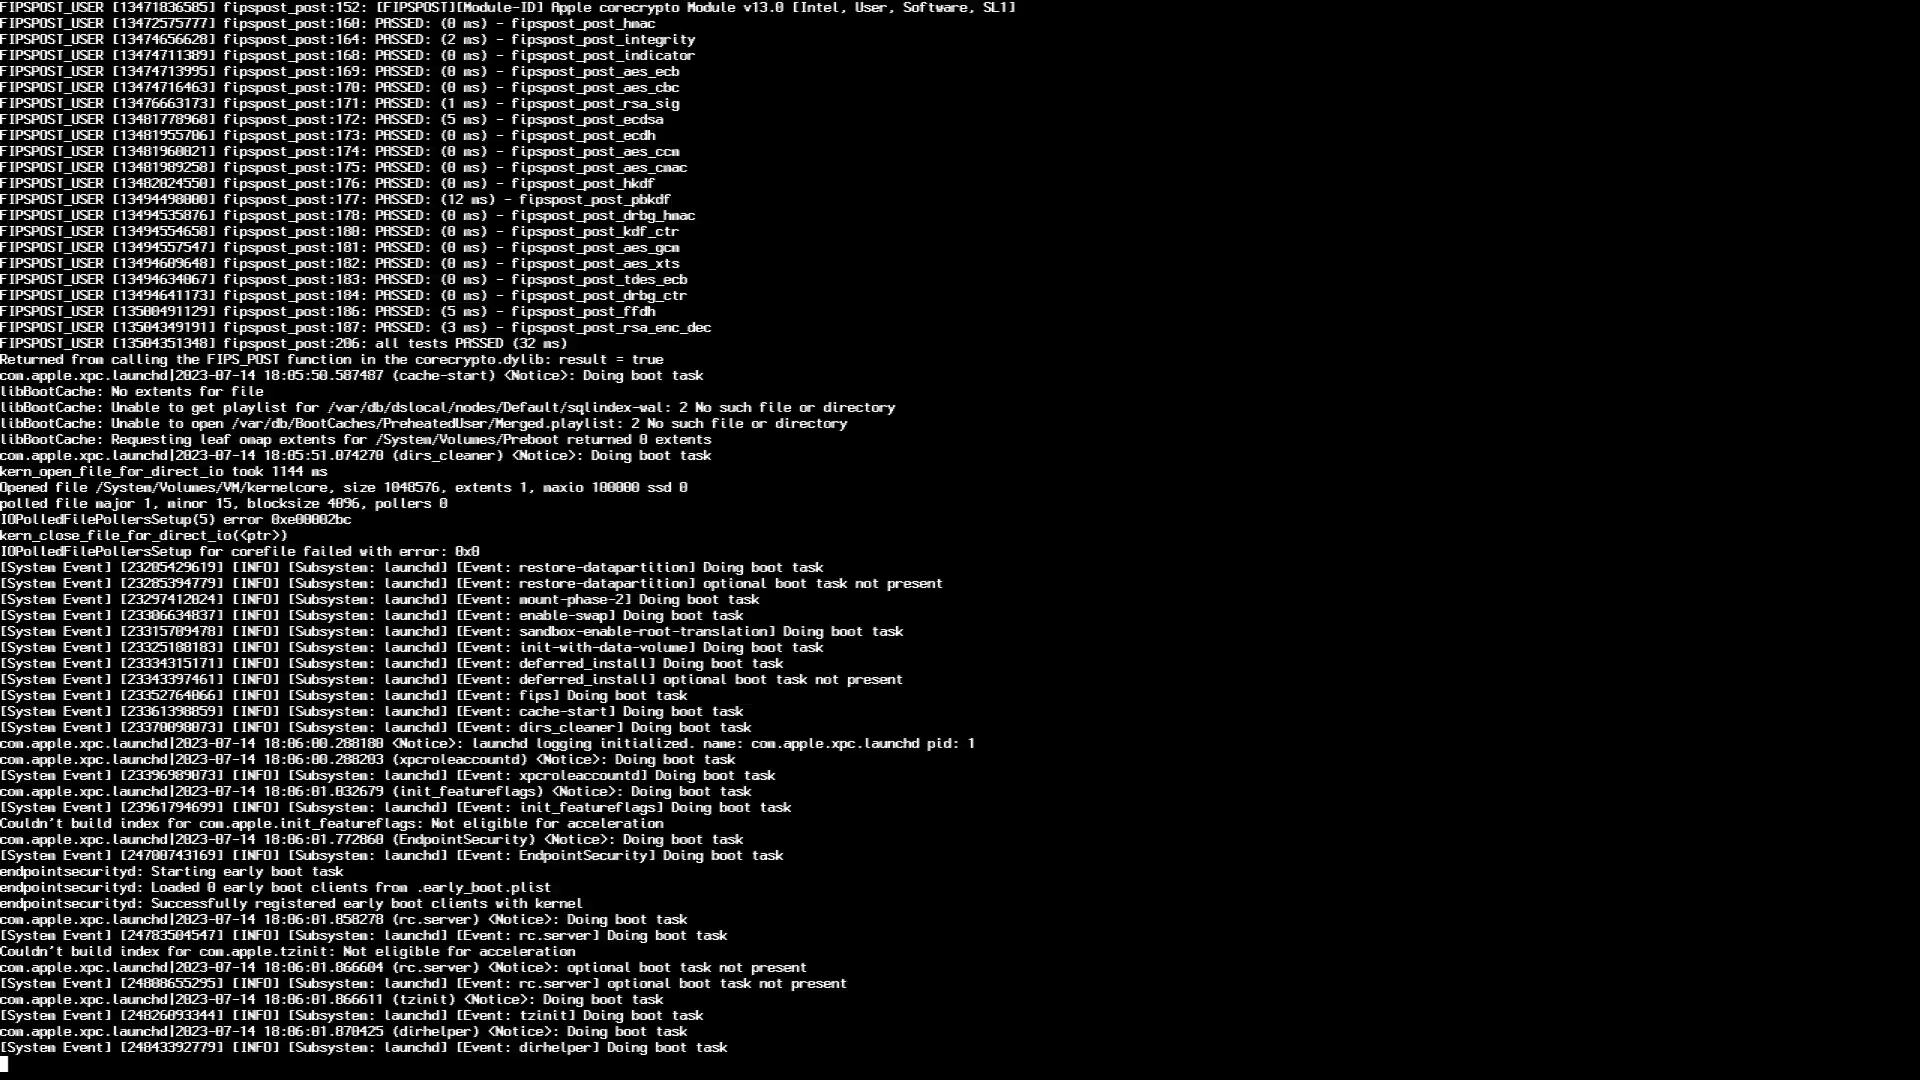 FIPSPOST_USER [13471836585] fipspost_post:152: [FIPSPOST][Module-ID] Apple corecrypto Module v13.0 [Intel, User, Software, SL1]
FIPSPOST_USER [13472575777] fipspost_post:160: PASSED: (0 ms) - fipspost_post_hmac
FIPSPOST_USER [13474656628] fipspost_post:164: PASSED: (2 ms) - fipspost_post_integrity
FIPSPOST_USER [13474711389] fipspost_post:168: PASSED: (0 ms) - fipspost_post_indicator
FIPSPOST_USER [13474713995] fipspost_post:169: PASSED: (0 ms) - fipspost_post_aes_ecb
FIPSPOST_USER [13474716463] fipspost_post:170: PASSED: (0 ms) - fipspost_post_aes_cbc
FIPSPOST_USER [13476663173] fipspost_post:171: PASSED: (1 ms) - fipspost_post_rsa_sig
FIPSPOST_USER [13481778968] fipspost_post:172: PASSED: (5 ms) - fipspost_post_ecdsa
FIPSPOST_USER [13481955706] fipspost_post:173: PASSED: (0 ms) - fipspost_post_ecdh
FIPSPOST_USER [13481960821] fipspost_post:174: PASSED: (0 ms) - fipspost_post_aes_ccm
FIPSPOST_USER [13481989258] fipspost_post:175: PASSED: (0 ms) - fipspost_post_aes_cmac
FIPSPOST_USER [13482024550] fipspost_post:176: PASSED: (0 ms) - fipspost_post_hkdf
FIPSPOST_USER [13494498000] fipspost_post:177: PASSED: (12 ms) - fipspost_post_pbkdf
FIPSPOST_USER [13494535876] fipspost_post:178: PASSED: (0 ms) - fipspost_post_drbg_hmac
FIPSPOST_USER [13494554658] fipspost_post:180: PASSED: (0 ms) - fipspost_post_kdf_ctr
FIPSPOST_USER [13494557547] fipspost_post:181: PASSED: (0 ms) - fipspost_post_aes_gcm
FIPSPOST_USER [13494609648] fipspost_post:182: PASSED: (0 ms) - fipspost_post_aes_xts
FIPSPOST_USER [13494634067] fipspost_post:183: PASSED: (0 ms) - fipspost_post_tdes_ecb
FIPSPOST_USER [13494641173] fipspost_post:184: PASSED: (0 ms) - fipspost_post_drbg_ctr
FIPSPOST_USER [13500491129] fipspost_post:186: PASSED: (5 ms) - fipspost_post_ffdh
FIPSPOST_USER [13504349191] fipspost_post:187: PASSED: (3 ms) - fipspost_post_rsa_enc_dec
FIPSPOST_USER [13504351348] fipspost_post:206: all tests PASSED (32 ms)
Returned from calling the FIPS_POST function in the corecrypto.dylib: result = true
com.apple.xpc.launchd|2023-07-14 18:05:50.587487 (cache-start) <Notice>: Doing boot task
libBootCache: No extents for file
libBootCache: Unable to get playlist for /var/db/dslocal/nodes/Default/sqlindex-wal: 2 No such file or directory
libBootCache: Unable to open /var/db/BootCaches/PreheatedUser/Merged.playlist: 2 No such file or directory
libBootCache: Requesting leaf omap extents for /System/Volumes/Preboot returned 0 extents
com.apple.xpc.launchd|2023-07-14 18:05:51.074270 (dirs_cleaner) <Notice>: Doing boot task
kern_open_file_for_direct_io took 1144 ms
Opened file /System/Volumes/VM/kernelcore, size 1048576, extents 1, maxio 100000 ssd 0
polled file major 1, minor 15, blocksize 4096, pollers 0
IOPolledFilePollersSetup(5) error 0xe00002bc
kern_close_file_for_direct_io(<ptr>)
IOPolledFilePollersSetup for corefile failed with error: 0x0
[System Event] [23205429619] [INFO] [Subsystem: launchd] [Event: restore-datapartition] Doing boot task
[System Event] [23285394779] [INFO] [Subsystem: launchd] [Event: restore-datapartition] optional boot task not present
[System Event] [23297412024] [INFO] [Subsystem: launchd] [Event: mount-phase-2] Doing boot task
[System Event] [23306634837] [INFO] [Subsystem: launchd] [Event: enable-swap] Doing boot task
[System Event] [23315709478] [INFO] [Subsystem: launchd] [Event: sandbox-enable-root-translation] Doing boot task
[System Event] [23325188183] [INFO] [Subsystem: launchd] [Event: init-with-data-volume] Doing boot task
[System Event] [23334315171] [INFO] [Subsystem: launchd] [Event: deferred_install] Doing boot task
[System Event] [23343397461] [INFO] [Subsystem: launchd] [Event: deferred_install] optional boot task not present
[System Event] [23352764066] [INFO] [Subsystem: launchd] [Event: fips] Doing boot task
[System Event] [23361398859] [INFO] [Subsystem: launchd] [Event: cache-start] Doing boot task
[System Event] [23370098073] [INFO] [Subsystem: launchd] [Event: dirs_cleaner] Doing boot task
com.apple.xpc.launchd|2023-07-14 18:06:00.288180 <Notice>: launchd logging initialized. name: com.apple.xpc.launchd pid: 1
com.apple.xpc.launchd|2023-07-14 18:06:00.288203 (xpcroleaccountd) <Notice>: Doing boot task
[System Event] [23396989073] [INFO] [Subsystem: launchd] [Event: xpcroleaccountd] Doing boot task
com.apple.xpc.launchd|2023-07-14 18:06:01.032679 (init_featureflags) <Notice>: Doing boot task
[System Event] [23961794699] [INFO] [Subsystem: launchd] [Event: init_featureflags] Doing boot task
Couldn't build index for com.apple.init_featureflags: Not eligible for acceleration
com.apple.xpc.launchd|2023-07-14 18:06:01.772860 (EndpointSecurity) <Notice>: Doing boot task
[System Event] [24700743169] [INFO] [Subsystem: launchd] [Event: EndpointSecurity] Doing boot task
endpointsecurityd: Starting early boot task
endpointsecurityd: Loaded 0 early boot clients from .early_boot.plist
endpointsecurityd: Successfully registered early boot clients with kernel
com.apple.xpc.launchd|2023-07-14 18:06:01.858278 (rc.server) <Notice>: Doing boot task
[System Event] [24783504547] [INFO] [Subsystem: launchd] [Event: rc.server] Doing boot task
Couldn't build index for com.apple.tzinit: Not eligible for acceleration
com.apple.xpc.launchd|2023-07-14 18:06:01.866604 (rc.server) <Notice>: optional boot task not present
[System Event] [24808655295] [INFO] [Subsystem: launchd] [Event: rc.server] optional boot task not present
com.apple.xpc.launchd|2023-07-14 18:06:01.866611 (tzinit) <Notice>: Doing boot task
[System Event] [24826093344] [INFO] [Subsystem: launchd] [Event: tzinit] Doing boot task
com.apple.xpc.launchd|2023-07-14 18:06:01.870425 (dirhelper) <Notice>: Doing boot task
[System Event] [24843392779] [INFO] [Subsystem: launchd] [Event: dirhelper] Doing boot task